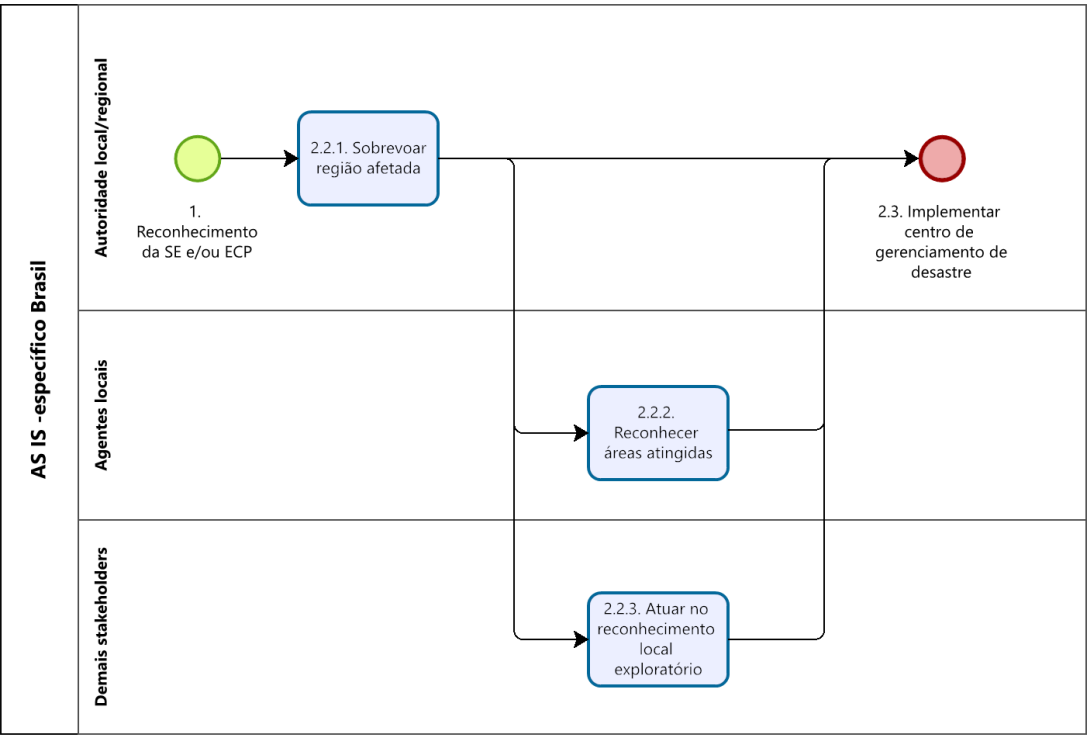 AS IS -específico Brasil
Autoridade local/regional
1.
Reconhecimento
da SE e/ou ECP
2.2.1. Sobrevoar
região afetada
2.3. Implementar
centro de
gerenciamento de
desastre
Agentes locais
2.2.2.
Reconhecer
áreas atingidas
Demais stakeholders
2.2.3. Atuar no
reconhecimento
local
exploratório